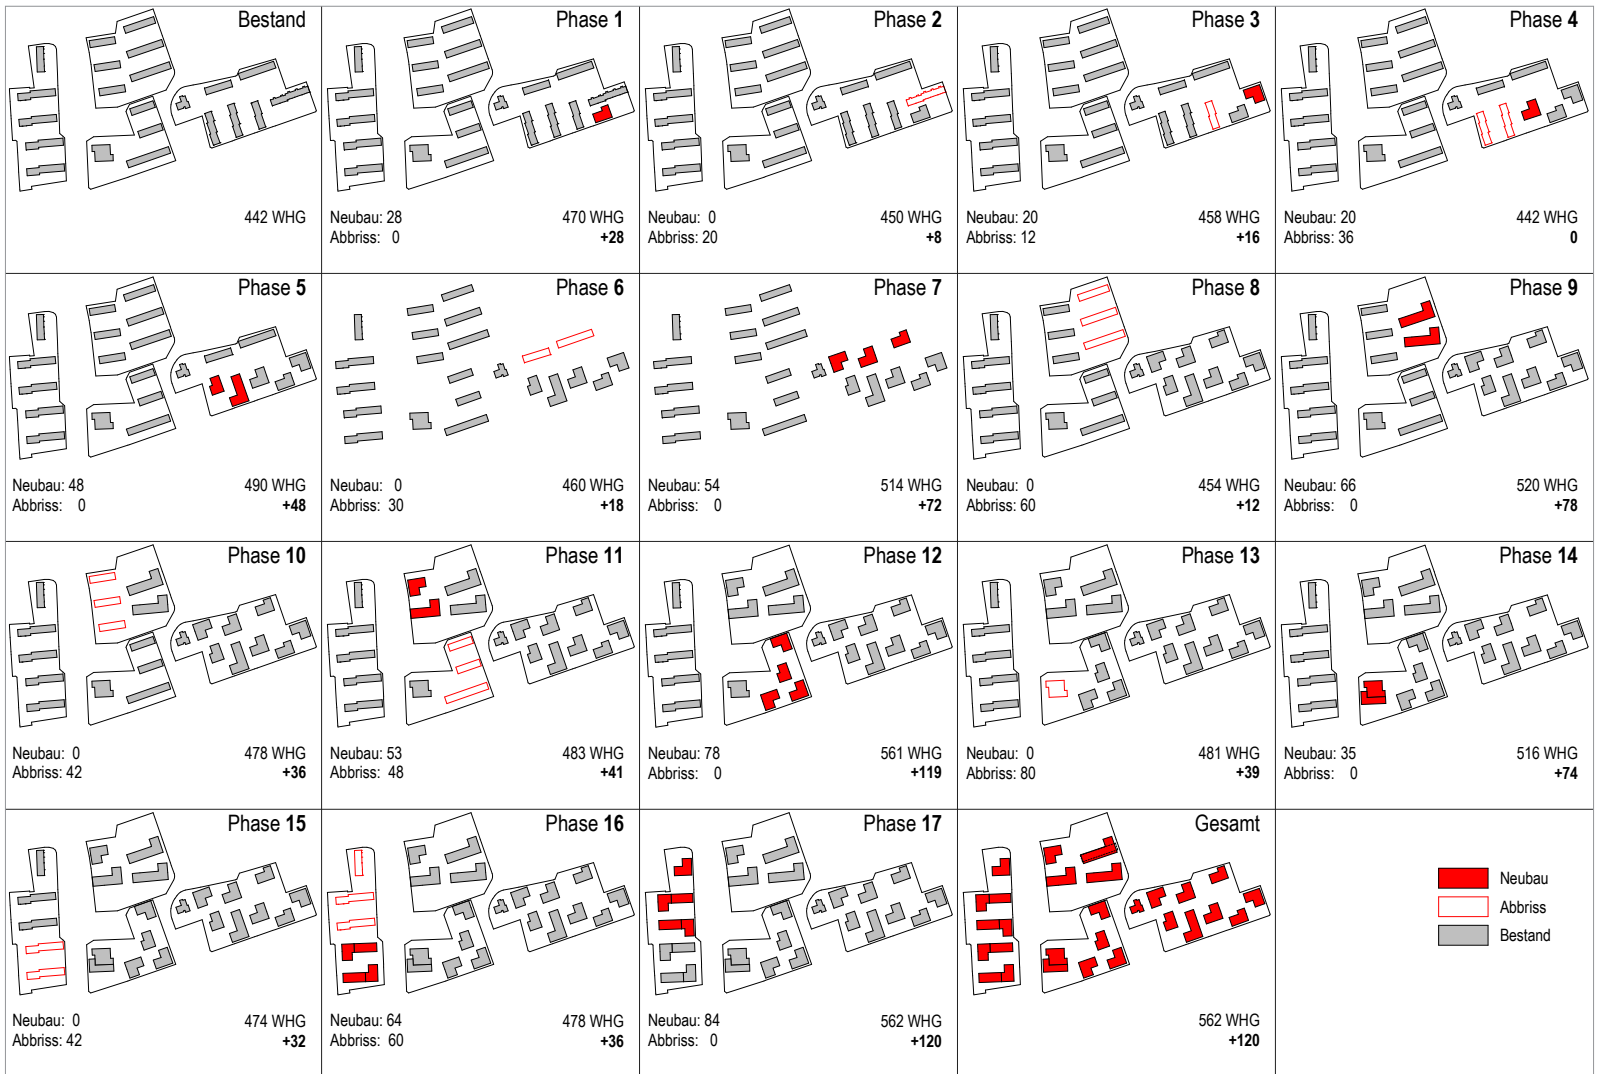 Bestand
442 WHG
Phase 1
Neubau: 28 470 WHG
Abbriss: 0 +28
Phase 2
Neubau: 0 450 WHG
Abbriss: 20 +8
Phase 3
Neubau: 20 458 WHG
Abbriss: 12 +16
Phase 4
Neubau: 20 442 WHG
Abbriss: 36 0
Phase 5
Neubau: 48 490 WHG
Abbriss: 0 +48
Phase 6
Neubau: 0 460 WHG
Abbriss: 30 +18
Phase 7
Neubau: 54 514 WHG
Abbriss: 0 +72
Phase 8
Neubau: 0 454 WHG
Abbriss: 60 +12
Phase 9
Neubau: 66 520 WHG
Abbriss: 0 +78
Phase 10
Neubau: 0 478 WHG
Abbriss: 42 +36
Phase 11
Neubau: 53 483 WHG
Abbriss: 48 +41
Phase 12
Neubau: 78 561 WHG
Abbriss: 0 +119
Phase 13
Neubau: 0 481 WHG
Abbriss: 80 +39
Phase 14
Neubau: 35 516 WHG
Abbriss: 0 +74
Phase 15
Neubau: 0 474 WHG
Abbriss: 42 +32
Phase 16
Neubau: 64 478 WHG
Abbriss: 60 +36
Phase 17
Neubau: 84 562 WHG
Abbriss: 0 +120
Gesamt
562 WHG
+120
Neubau
Abbriss
Bestand